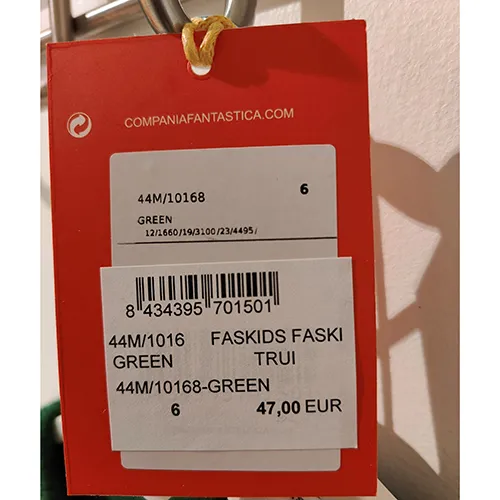 COMPANIAFANTASTICA.COM
44M/10168 6
GREEN
12/1660/19/3100/23/4495/
8 434395 701501
44M/1016 FASKIDS FASKI
GREEN TRUI
44M/10168-GREEN
6 47,00 EUR